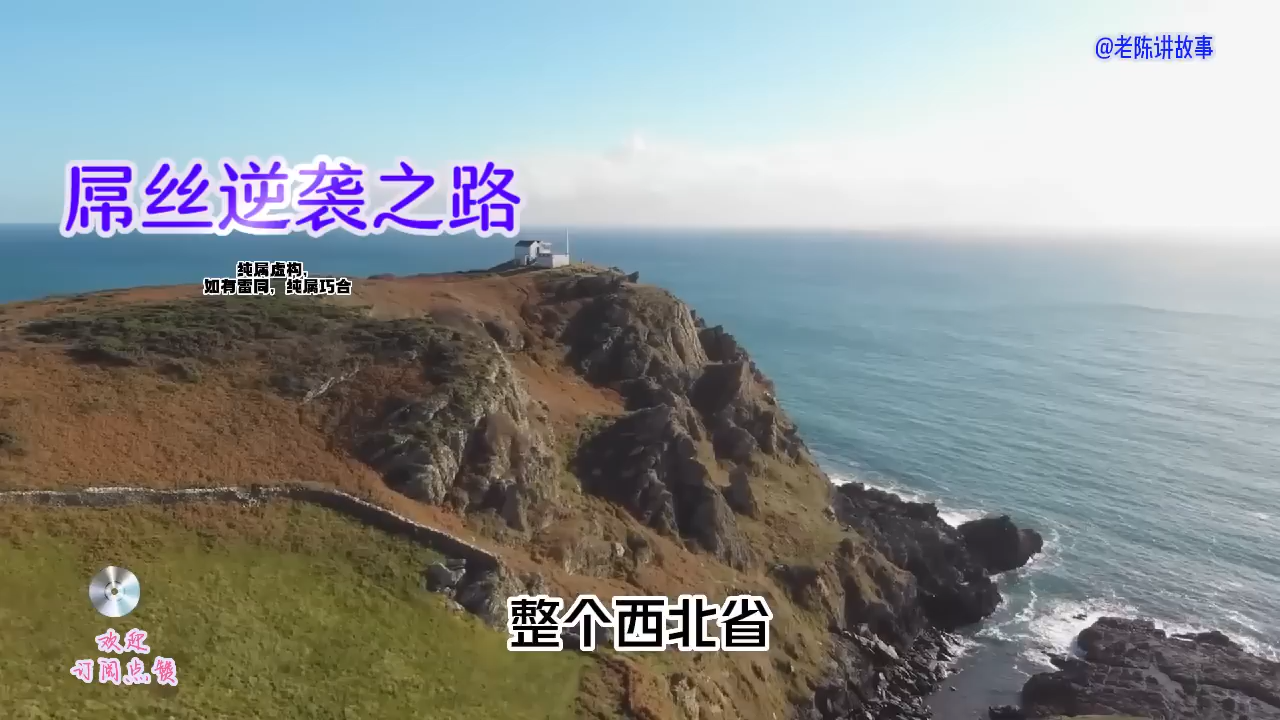 @老陈讲故事
屌丝逆袭之路
纯属虚构，
如有雷同，纯属巧合
整个西北省
欢迎
订阅点赞